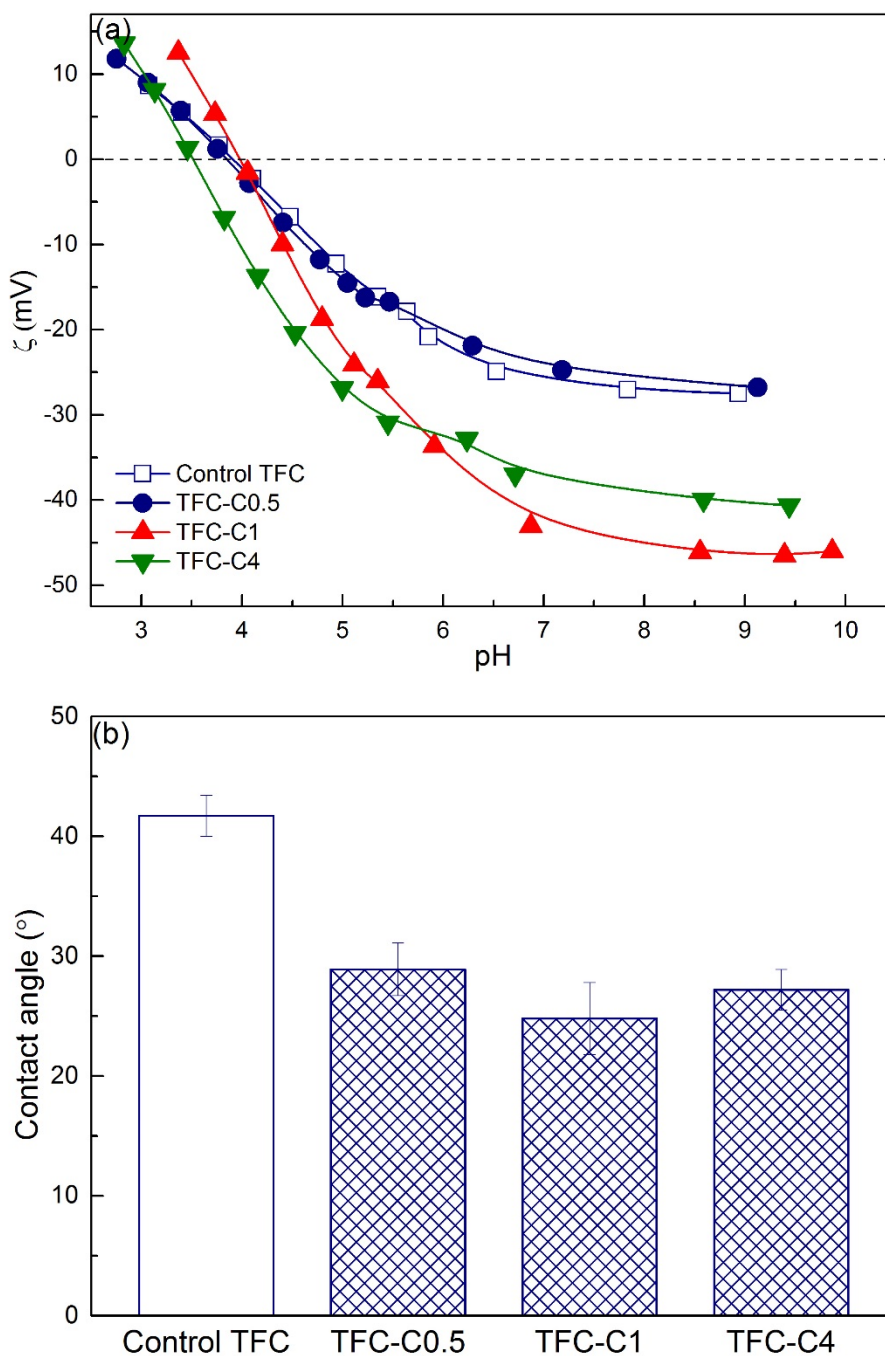 (a)
10
0
-10
-20
-30
-40
-50
ζ (mV)
Control TFC
TFC-C0.5
TFC-C1
TFC-C4
3 4 5 6 7 8 9 10
pH
(b)
50
40
30
20
10
0
Contact angle (°)
Control TFC TFC-C0.5 TFC-C1 TFC-C4